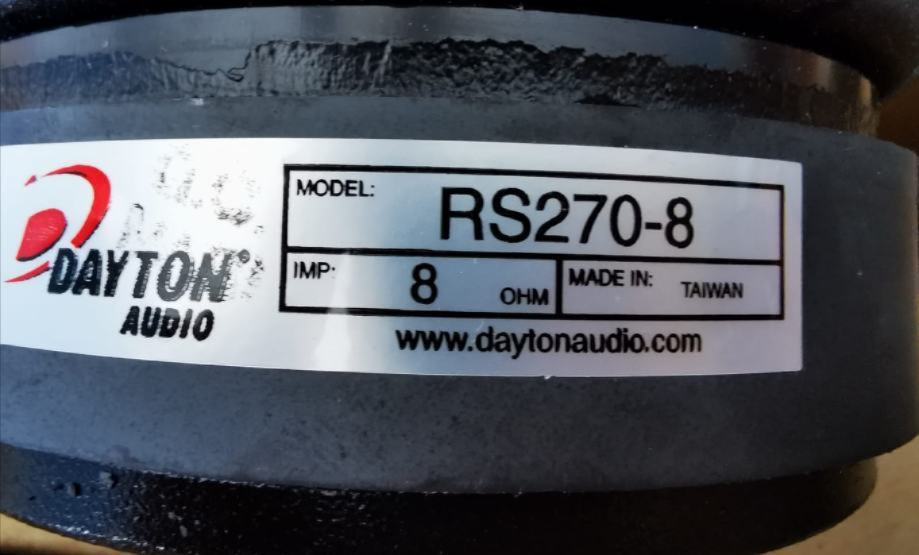 DAYTON
AUDIO
MODEL: RS270-8
IMP: 8 OHM
MADE IN: TAIWAN
www.daytonaudio.com